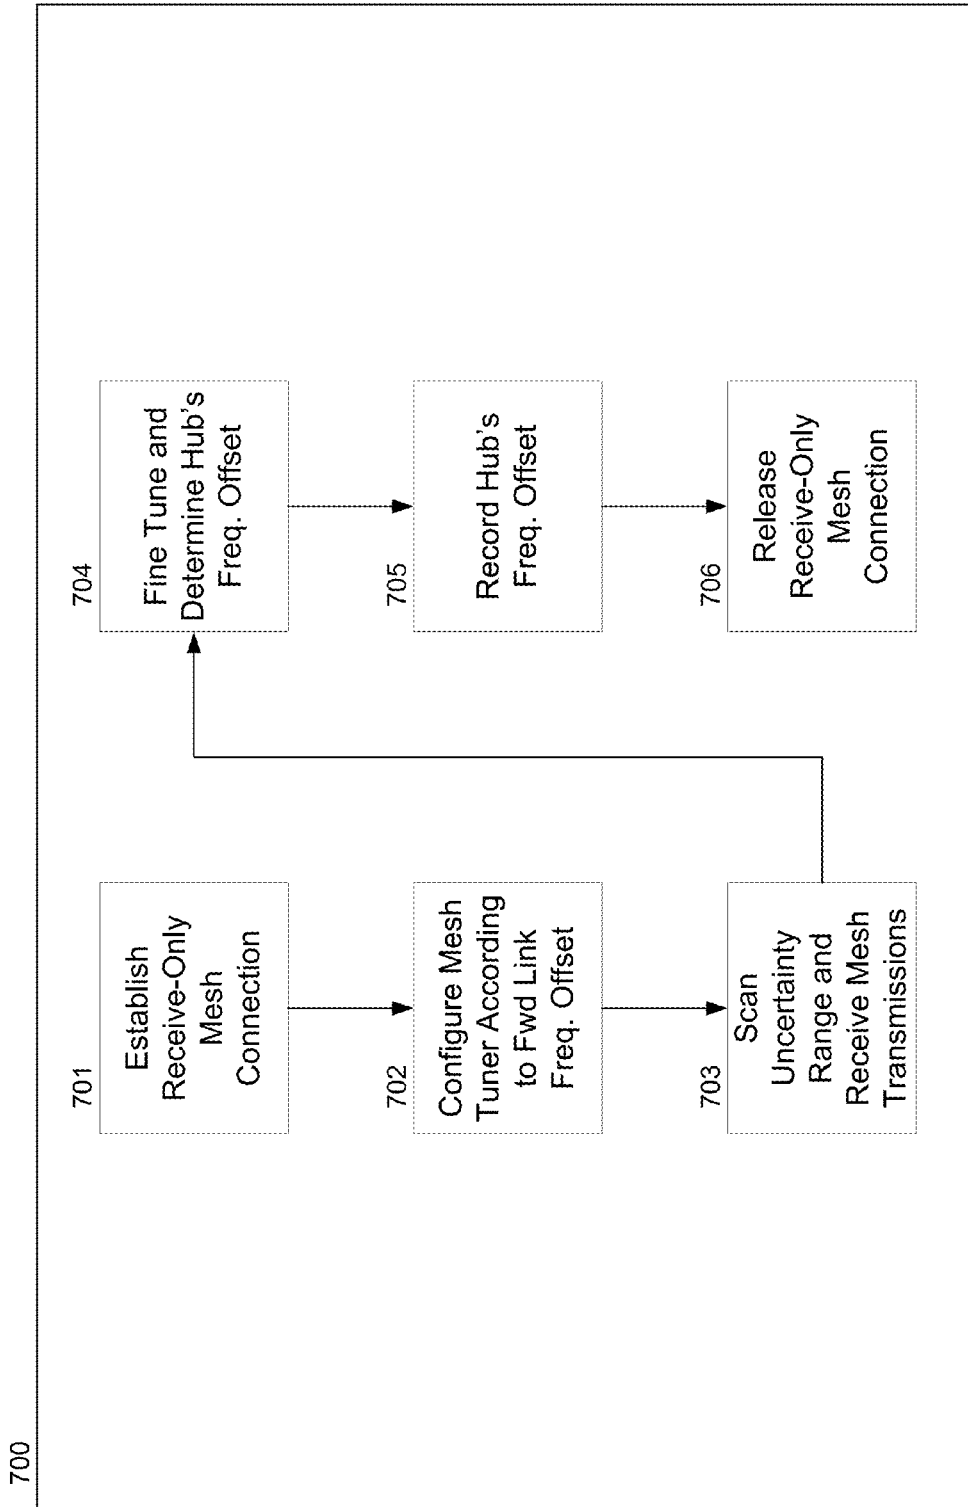 700
701
Establish
Receive-Only
Mesh
Connection
702
Configure Mesh
Tuner According
to Fwd Link
Freq. Offset
703
Scan
Uncertainty
Range and
Receive Mesh
Transmissions
704
Fine Tune and
Determine Hub's
Freq. Offset
705
Record Hub's
Freq. Offset
706
Release
Receive-Only
Mesh
Connection